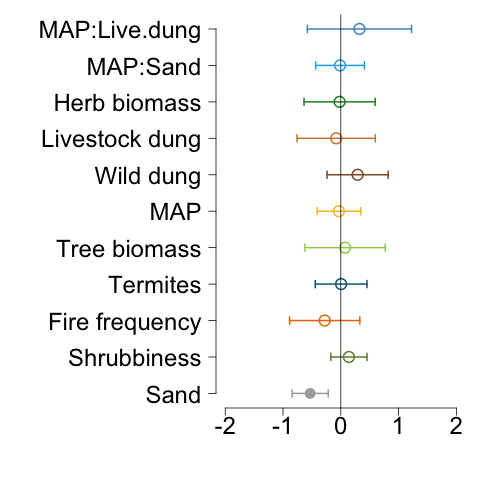 MAP:Live.dung
MAP:Sand
Herb biomass
Livestock dung
Wild dung
MAP
Tree biomass
Termites
Fire frequency
Shrubbiness
Sand
-2 -1 0 1 2